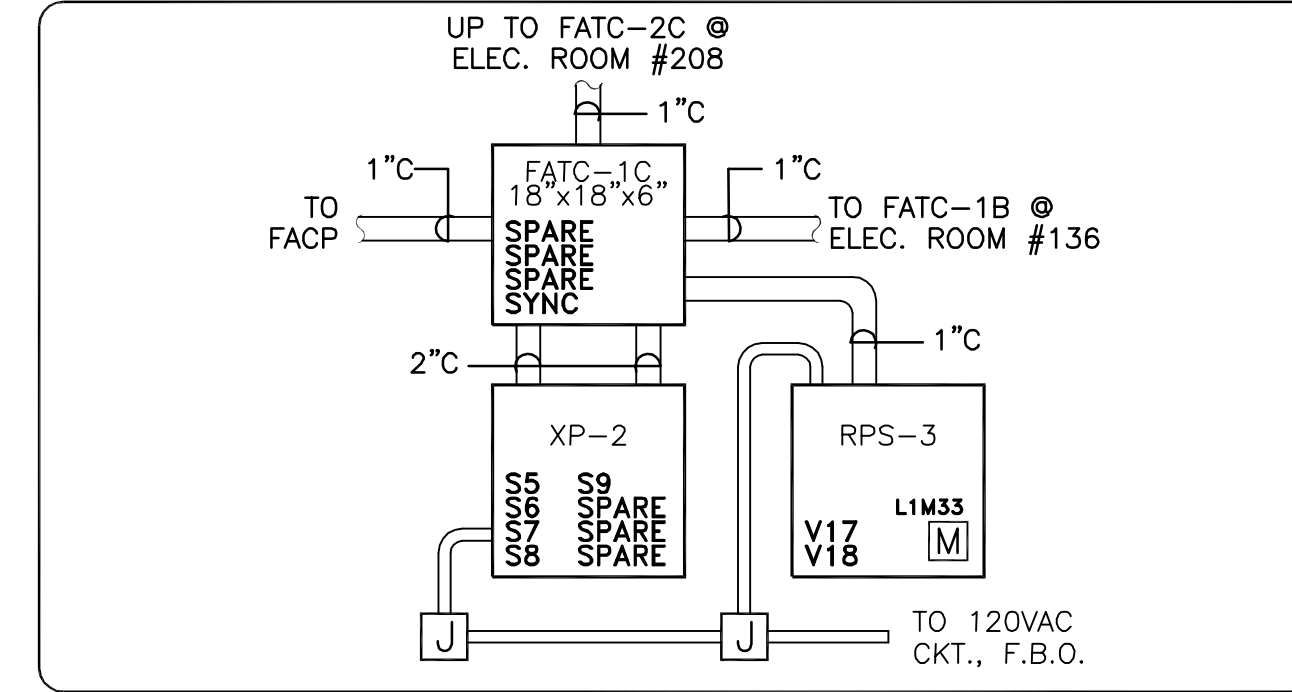 UP TO FATC-2C @
ELEC. ROOM #208
1"C
1"C
FATC-1C
18"x18"x6"
1"C
TO
FACP
TO FATC-1B @
ELEC. ROOM #136
SPARE
SPARE
SPARE
SYNC
1"C
2"C
XP-2
RPS-3
S5 S9
S6 SPARE
S7 SPARE
S8 SPARE
L1M33
V17
V18
M
J
J
TO 120VAC
CKT., F.B.O.